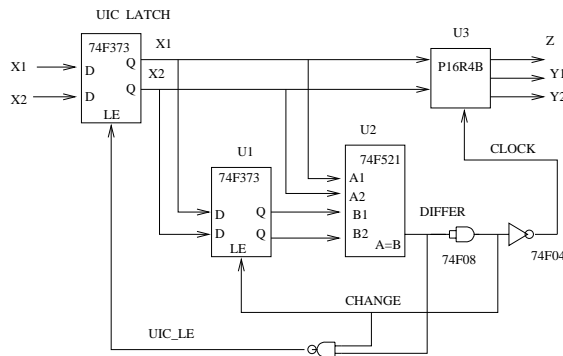 UIC LATCH
74F373
X1
X2
D
Q
D
Q
LE
X1
X2
U3
P16R4B
Z
Y1
Y2
CLOCK
U1
74F373
D
Q
D
Q
LE
U2
74F521
A1
A2
B1
B2
A=B
DIFFER
74F08
74F04
CHANGE
UIC_LE